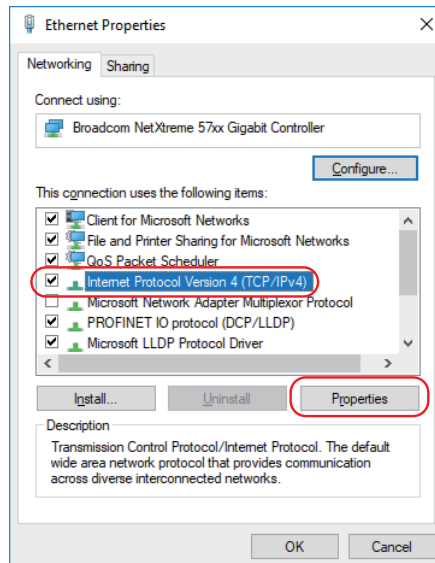 Ethernet Properties
Networking
Sharing
Connect using:
Broadcom NetXtreme 57xx Gigabit Controller
Configure...
This connection uses the following items:
Client for Microsoft Networks
File and Printer Sharing for Microsoft Networks
QoS Packet Scheduler
Internet Protocol Version 4 (TCP/IPv4)
Microsoft Network Adapter Multiplexor Protocol
PROFINET IO protocol (DCP/LLDP)
Microsoft LLDP Protocol Driver
Install...
Uninstall
Properties
Description
Transmission Control Protocol/Internet Protocol. The default
wide area network protocol that provides communication
across diverse interconnected networks.
OK
Cancel